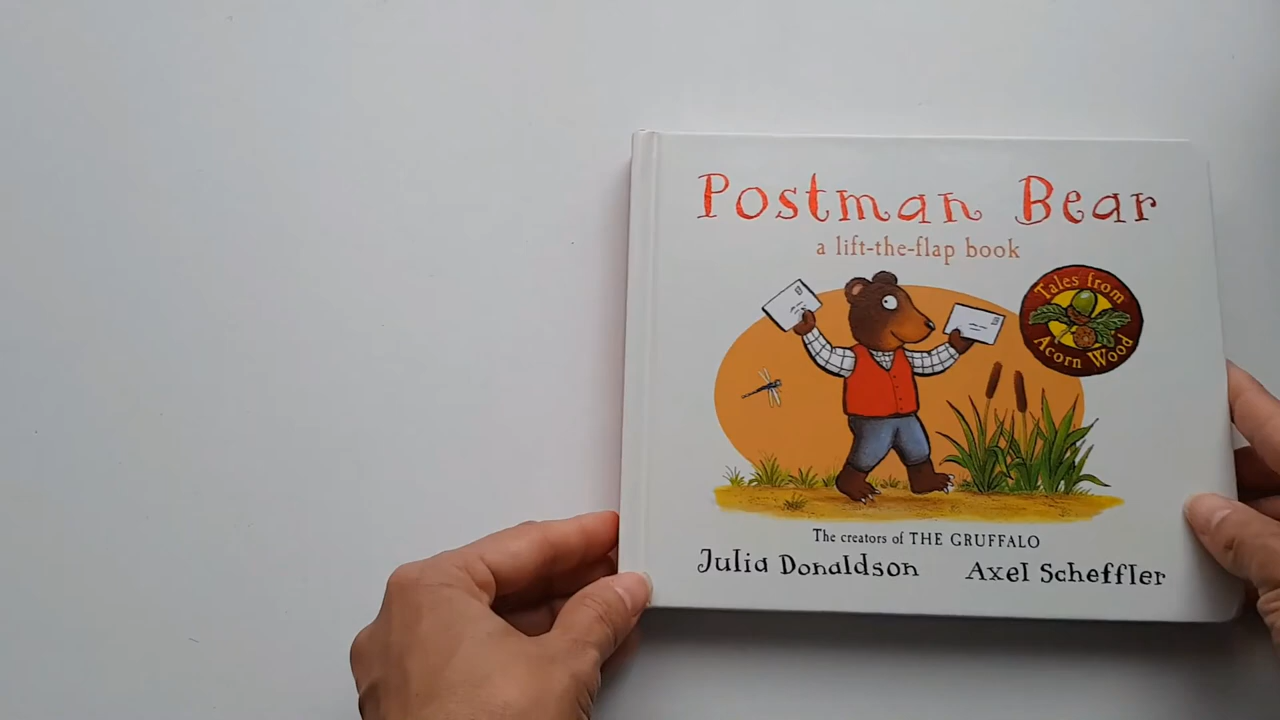 Postman Bear
a lift-the-flap book
Tales from
Acorn Wood
The creators of THE GRUFFALO
Julia Donaldson Axel Scheffler